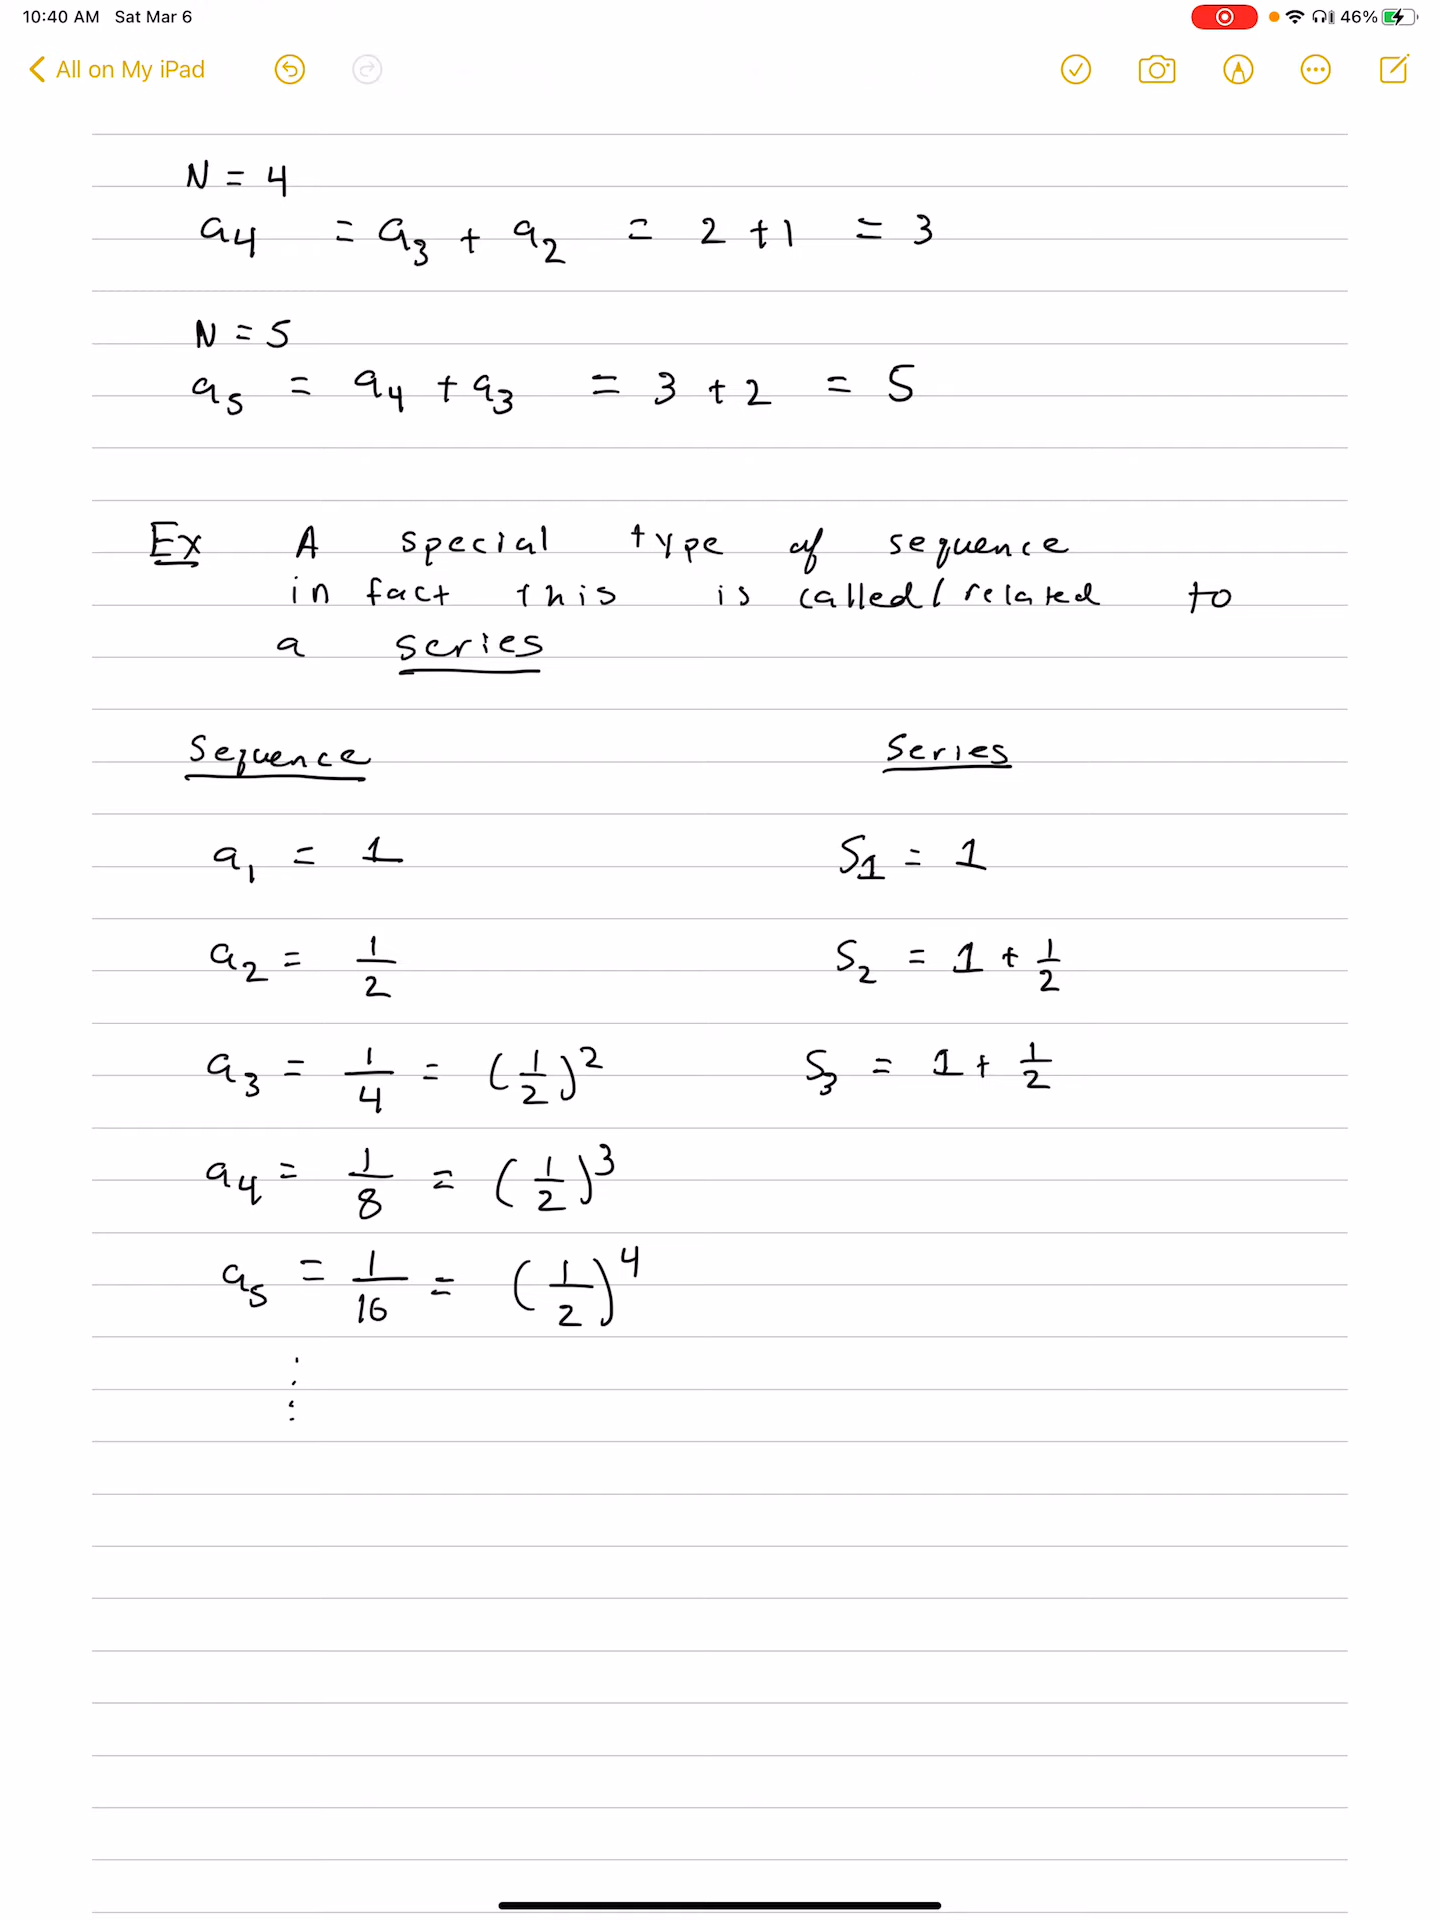 10:40 AM Sat Mar 6 46%
All on My iPad
N = 4
a₄ = a₃ + a₂ = 2 + 1 = 3
N = 5
a₅ = a₄ + a₃ = 3 + 2 = 5
Ex A special type of sequence
in fact this is called/related to
a series
Sequence Series
a₁ = 1 S₁ = 1
a₂ = 1/2 S₂ = 1 + 1/2
a₃ = 1/4 = (1/2)² S₃ = 1 + 1/2
a₄ = 1/8 = (1/2)³
a₅ = 1/16 = (1/2)⁴
⋮